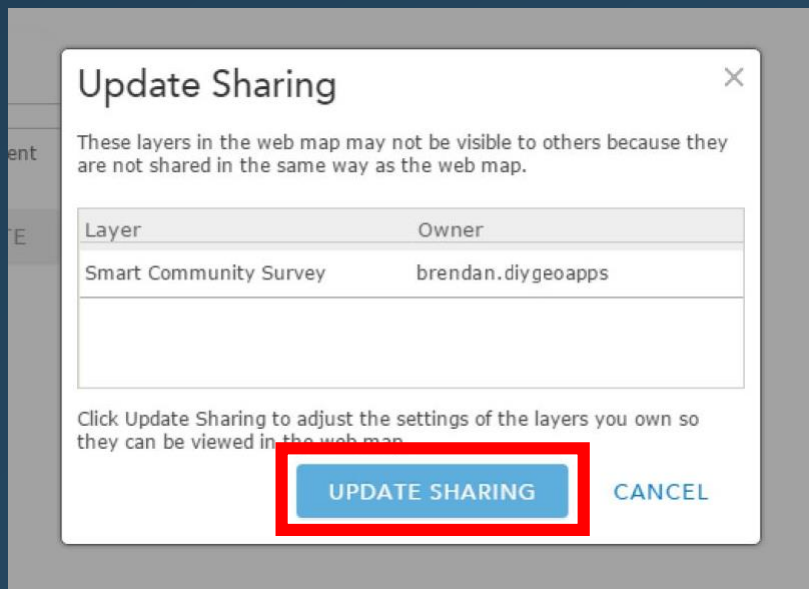 Update Sharing
These layers in the web map may not be visible to others because they
are not shared in the same way as the web map.
Layer Owner
Smart Community Survey brendan.diygeoapps
Click Update Sharing to adjust the settings of the layers you own so
they can be viewed in the web map.
UPDATE SHARING CANCEL
ent
TE